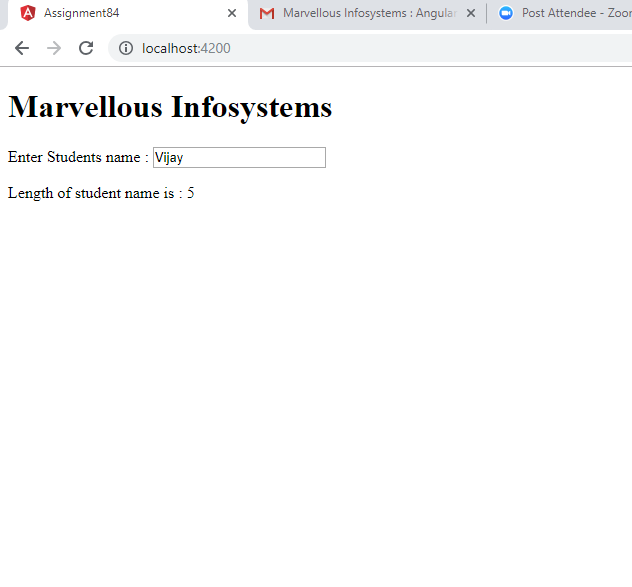 Assignment84
Marvellous Infosystems : Angular
Post Attendee - Zoom
localhost:4200
Marvellous Infosystems
Enter Students name : Vijay
Length of student name is : 5